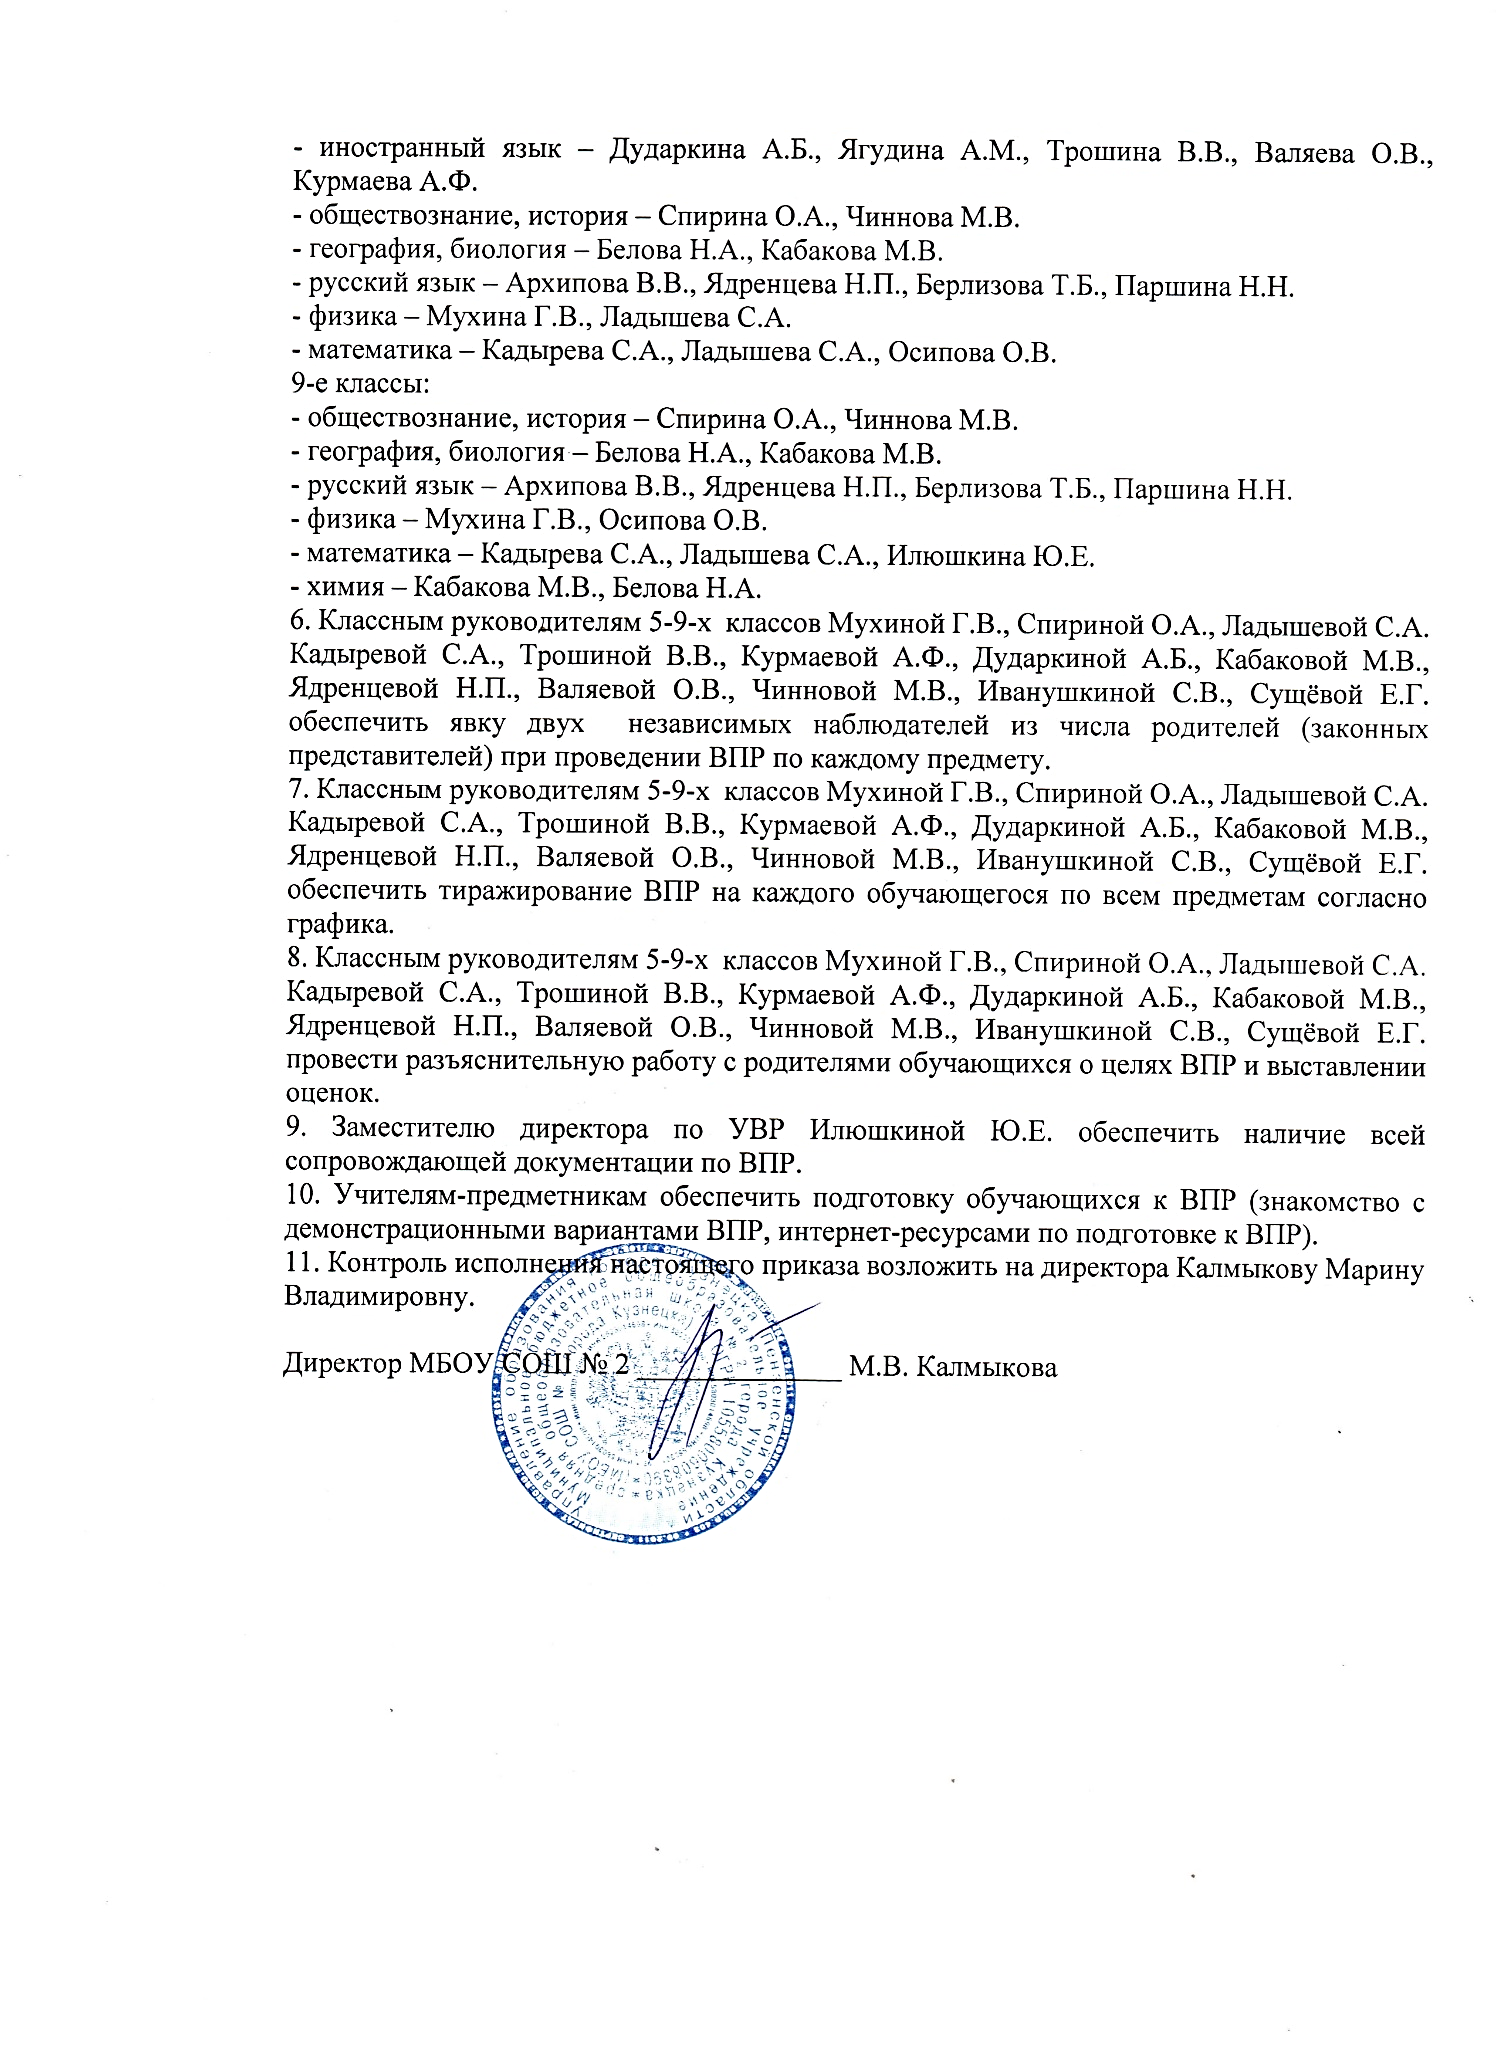 - иностранный язык – Дударкина А.Б., Ягудина А.М., Трошина В.В., Валяева О.В.,
Курмаева А.Ф.
- обществознание, история – Спирина О.А., Чиннова М.В.
- география, биология – Белова Н.А., Кабакова М.В.
- русский язык – Архипова В.В., Ядренцева Н.П., Берлизова Т.Б., Паршина Н.Н.
- физика – Мухина Г.В., Ладышева С.А.
- математика – Кадырева С.А., Ладышева С.А., Осипова О.В.
9-е классы:
- обществознание, история – Спирина О.А., Чиннова М.В.
- география, биология – Белова Н.А., Кабакова М.В.
- русский язык – Архипова В.В., Ядренцева Н.П., Берлизова Т.Б., Паршина Н.Н.
- физика – Мухина Г.В., Осипова О.В.
- математика – Кадырева С.А., Ладышева С.А., Илюшкина Ю.Е.
- химия – Кабакова М.В., Белова Н.А.
6. Классным руководителям 5-9-х классов Мухиной Г.В., Спириной О.А., Ладышевой С.А.
Кадыревой С.А., Трошиной В.В., Курмаевой А.Ф., Дударкиной А.Б., Кабаковой М.В.,
Ядренцевой Н.П., Валяевой О.В., Чинновой М.В., Иванушкиной С.В., Сущёвой Е.Г.
обеспечить явку двух независимых наблюдателей из числа родителей (законных
представителей) при проведении ВПР по каждому предмету.
7. Классным руководителям 5-9-х классов Мухиной Г.В., Спириной О.А., Ладышевой С.А.
Кадыревой С.А., Трошиной В.В., Курмаевой А.Ф., Дударкиной А.Б., Кабаковой М.В.,
Ядренцевой Н.П., Валяевой О.В., Чинновой М.В., Иванушкиной С.В., Сущёвой Е.Г.
обеспечить тиражирование ВПР на каждого обучающегося по всем предметам согласно
графика.
8. Классным руководителям 5-9-х классов Мухиной Г.В., Спириной О.А., Ладышевой С.А.
Кадыревой С.А., Трошиной В.В., Курмаевой А.Ф., Дударкиной А.Б., Кабаковой М.В.,
Ядренцевой Н.П., Валяевой О.В., Чинновой М.В., Иванушкиной С.В., Сущёвой Е.Г.
провести разъяснительную работу с родителями обучающихся о целях ВПР и выставлении
оценок.
9. Заместителю директора по УВР Илюшкиной Ю.Е. обеспечить наличие всей
сопровождающей документации по ВПР.
10. Учителям-предметникам обеспечить подготовку обучающихся к ВПР (знакомство с
демонстрационными вариантами ВПР, интернет-ресурсами по подготовке к ВПР).
11. Контроль исполнения настоящего приказа возложить на директора Калмыкову Марину
Владимировну.
Директор МБОУ СОШ № 2 ______________ М.В. Калмыкова